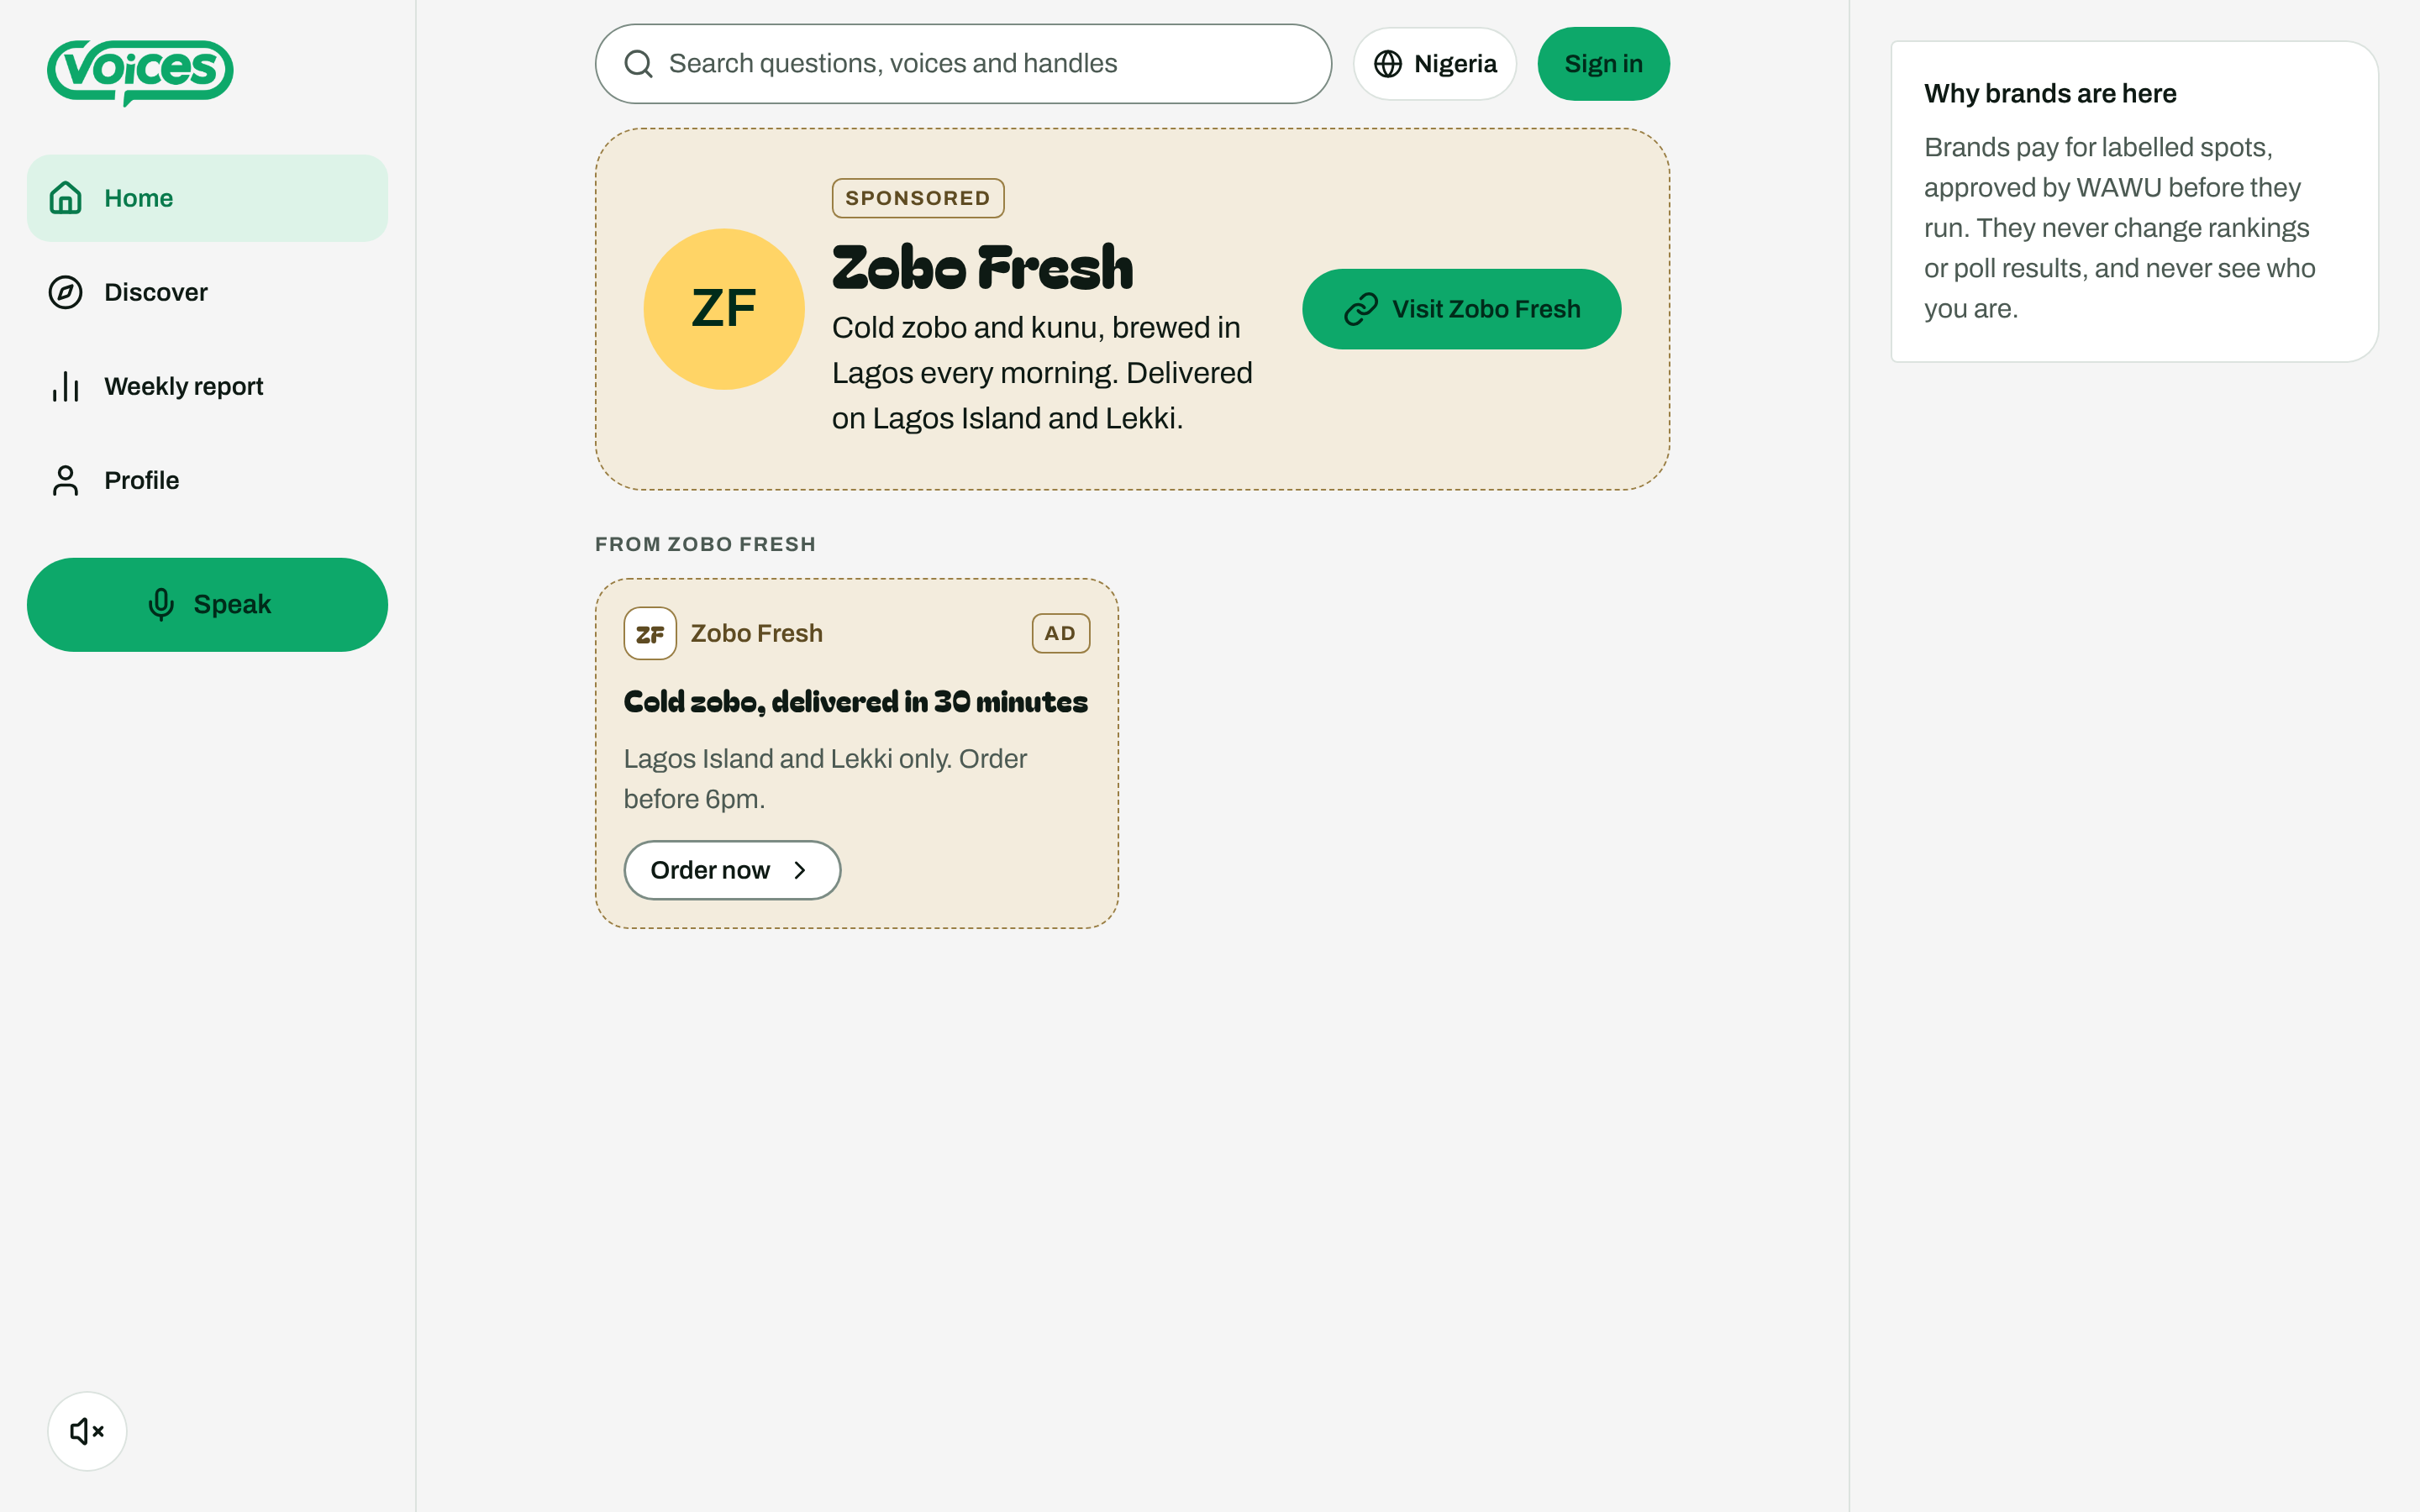 voices
Home
Discover
Weekly report
Profile
Speak
Search questions, voices and handles
Nigeria
Sign in
SPONSORED
ZF
Zobo Fresh
Cold zobo and kunu, brewed in
Lagos every morning. Delivered
on Lagos Island and Lekki.
Visit Zobo Fresh
FROM ZOBO FRESH
ZF
Zobo Fresh
AD
Cold zobo, delivered in 30 minutes
Lagos Island and Lekki only. Order
before 6pm.
Order now
Why brands are here
Brands pay for labelled spots,
approved by WAWU before they
run. They never change rankings
or poll results, and never see who
you are.